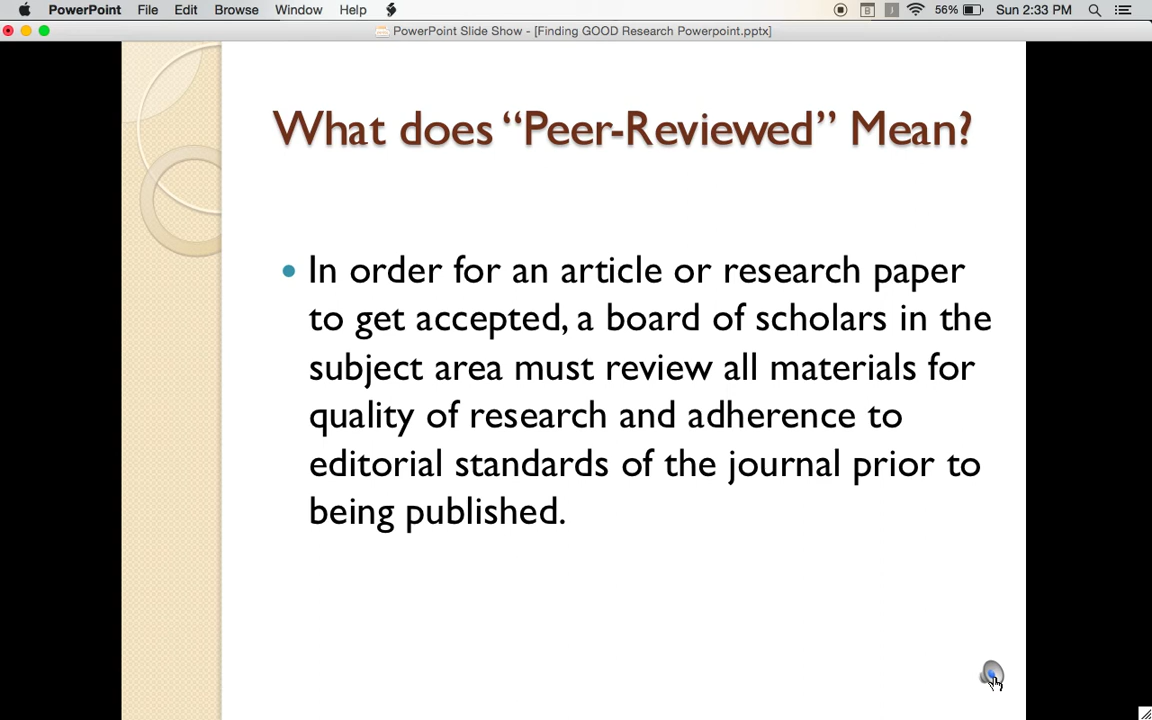 PowerPoint File Edit Browse Window Help 56% Sun 2:33 PM
PowerPoint Slide Show - [Finding GOOD Research Powerpoint.pptx]
What does “Peer-Reviewed” Mean?
• In order for an article or research paper
to get accepted, a board of scholars in the
subject area must review all materials for
quality of research and adherence to
editorial standards of the journal prior to
being published.